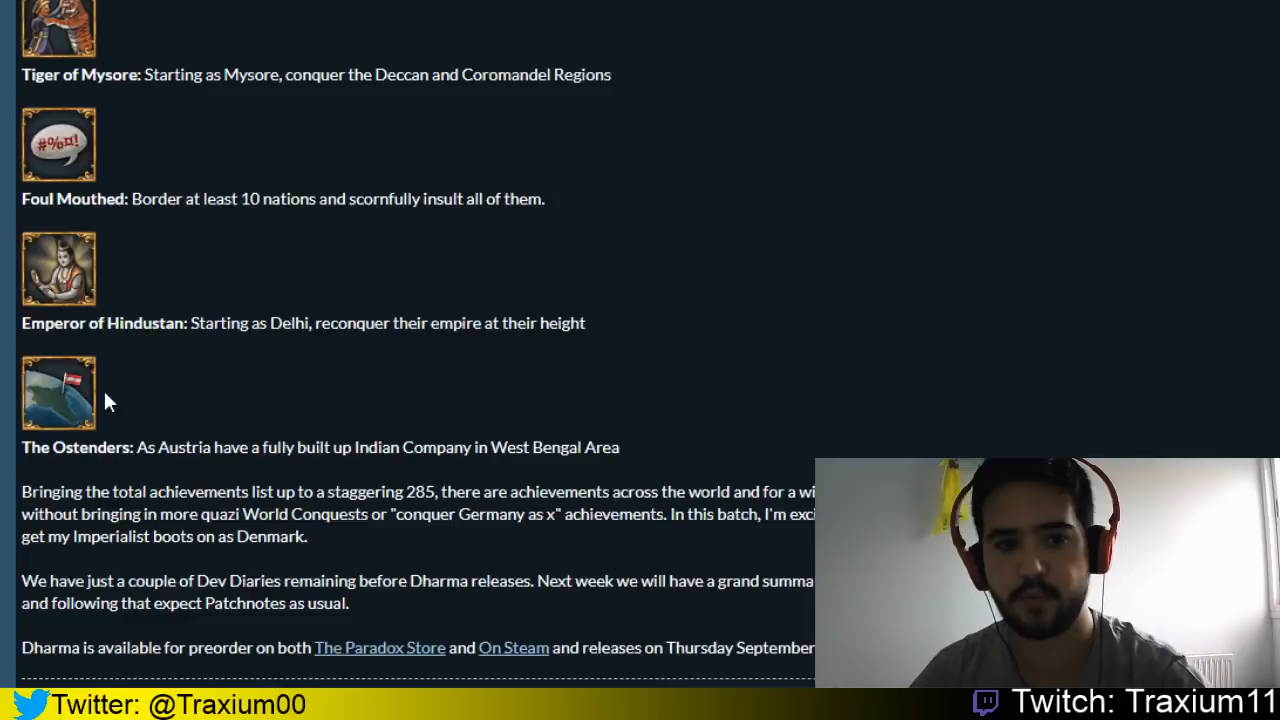 Tiger of Mysore: Starting as Mysore, conquer the Deccan and Coromandel Regions
#%¤!
Foul Mouthed: Border at least 10 nations and scornfully insult all of them.
Emperor of Hindustan: Starting as Delhi, reconquer their empire at their height
The Ostenders: As Austria have a fully built up Indian Company in West Bengal Area
Bringing the total achievements list up to a staggering 285, there are achievements across the world and for a wi
without bringing in more quazi World Conquests or "conquer Germany as x" achievements. In this batch, I'm exci
get my Imperialist boots on as Denmark.
We have just a couple of Dev Diaries remaining before Dharma releases. Next week we will have a grand summa
and following that expect Patchnotes as usual.
Dharma is available for preorder on both The Paradox Store and On Steam and releases on Thursday September
Twitter: @Traxium00
Twitch: Traxium11